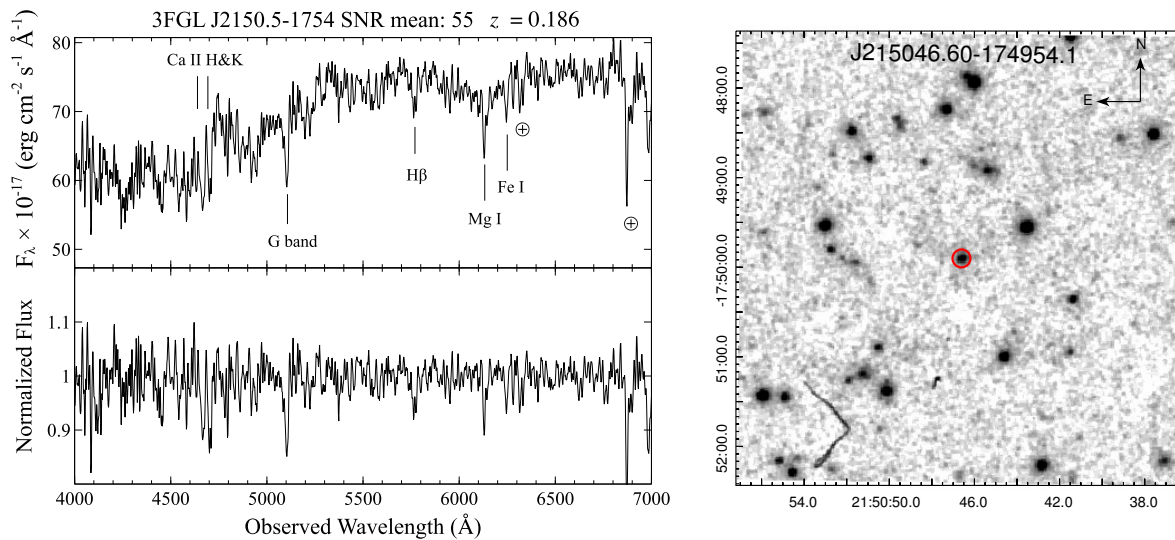 3FGL J2150.5-1754 SNR mean: 55 z = 0.186
80
70
60
50
Fλ × 10⁻¹⁷ (erg cm⁻² s⁻¹ Å⁻¹)
Ca II H&K
G band
Hβ
Mg I
Fe I
⊕
⊕
1.1
1
0.9
Normalized Flux
4000 4500 5000 5500 6000 6500 7000
Observed Wavelength (Å)
J215046.60-174954.1
N
E
48:00.0
49:00.0
-17:50:00.0
51:00.0
52:00.0
54.0 21:50:50.0 46.0 42.0 38.0